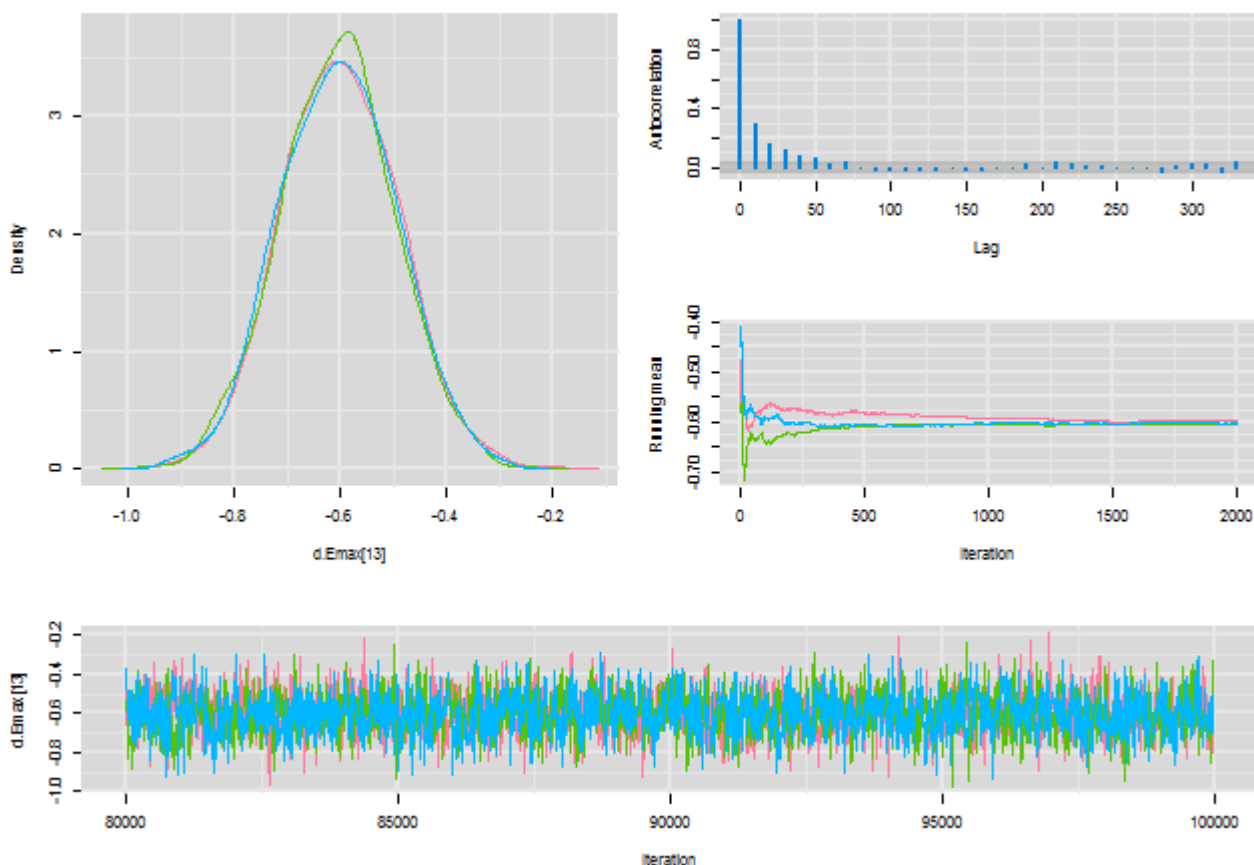 Density
0 1 2 3
-1.0 -0.8 -0.6 -0.4 -0.2
d.Emax[13]
Autocorrelation
0.0 0.4 0.8
0 50 100 150 200 250 300
Lag
Running mean
-0.70 -0.60 -0.50 -0.40
0 500 1000 1500 2000
Iteration
d.Emax[13]
-1.0 -0.8 -0.6 -0.4 -0.2
80000 85000 90000 95000 100000
Iteration